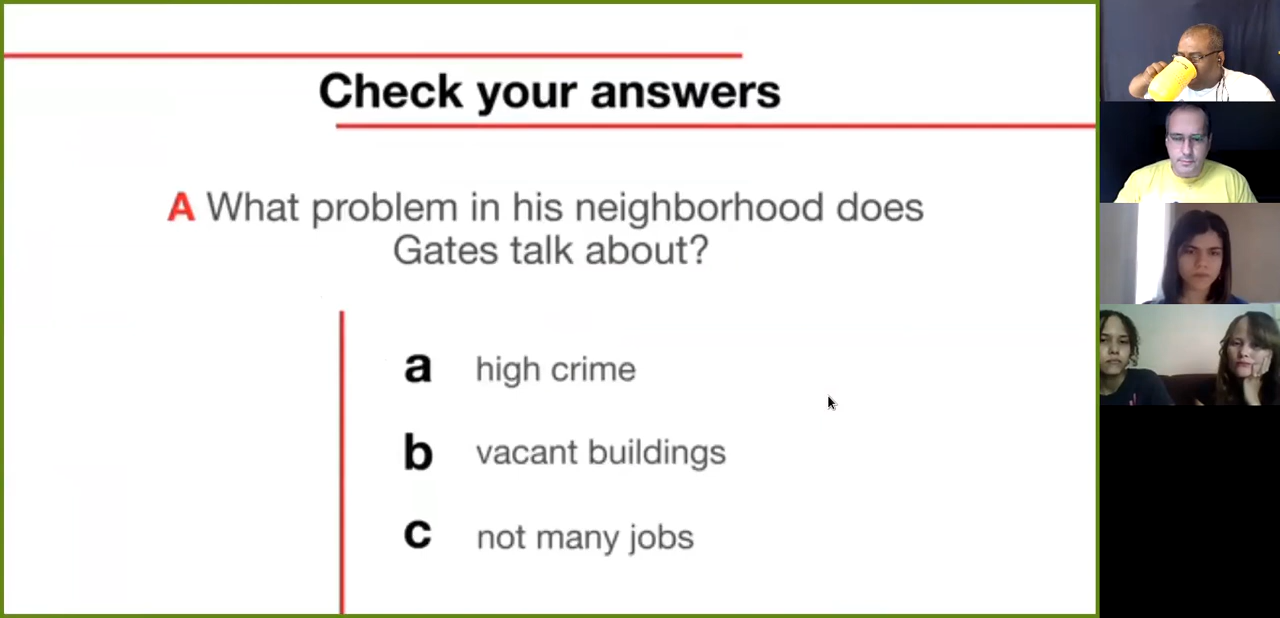 Check your answers
A What problem in his neighborhood does
Gates talk about?
a high crime
b vacant buildings
c not many jobs